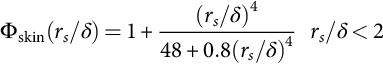 Φ_skin(r_s/δ) = 1 + (r_s/δ)^4 / (48 + 0.8(r_s/δ)^4)   r_s/δ < 2